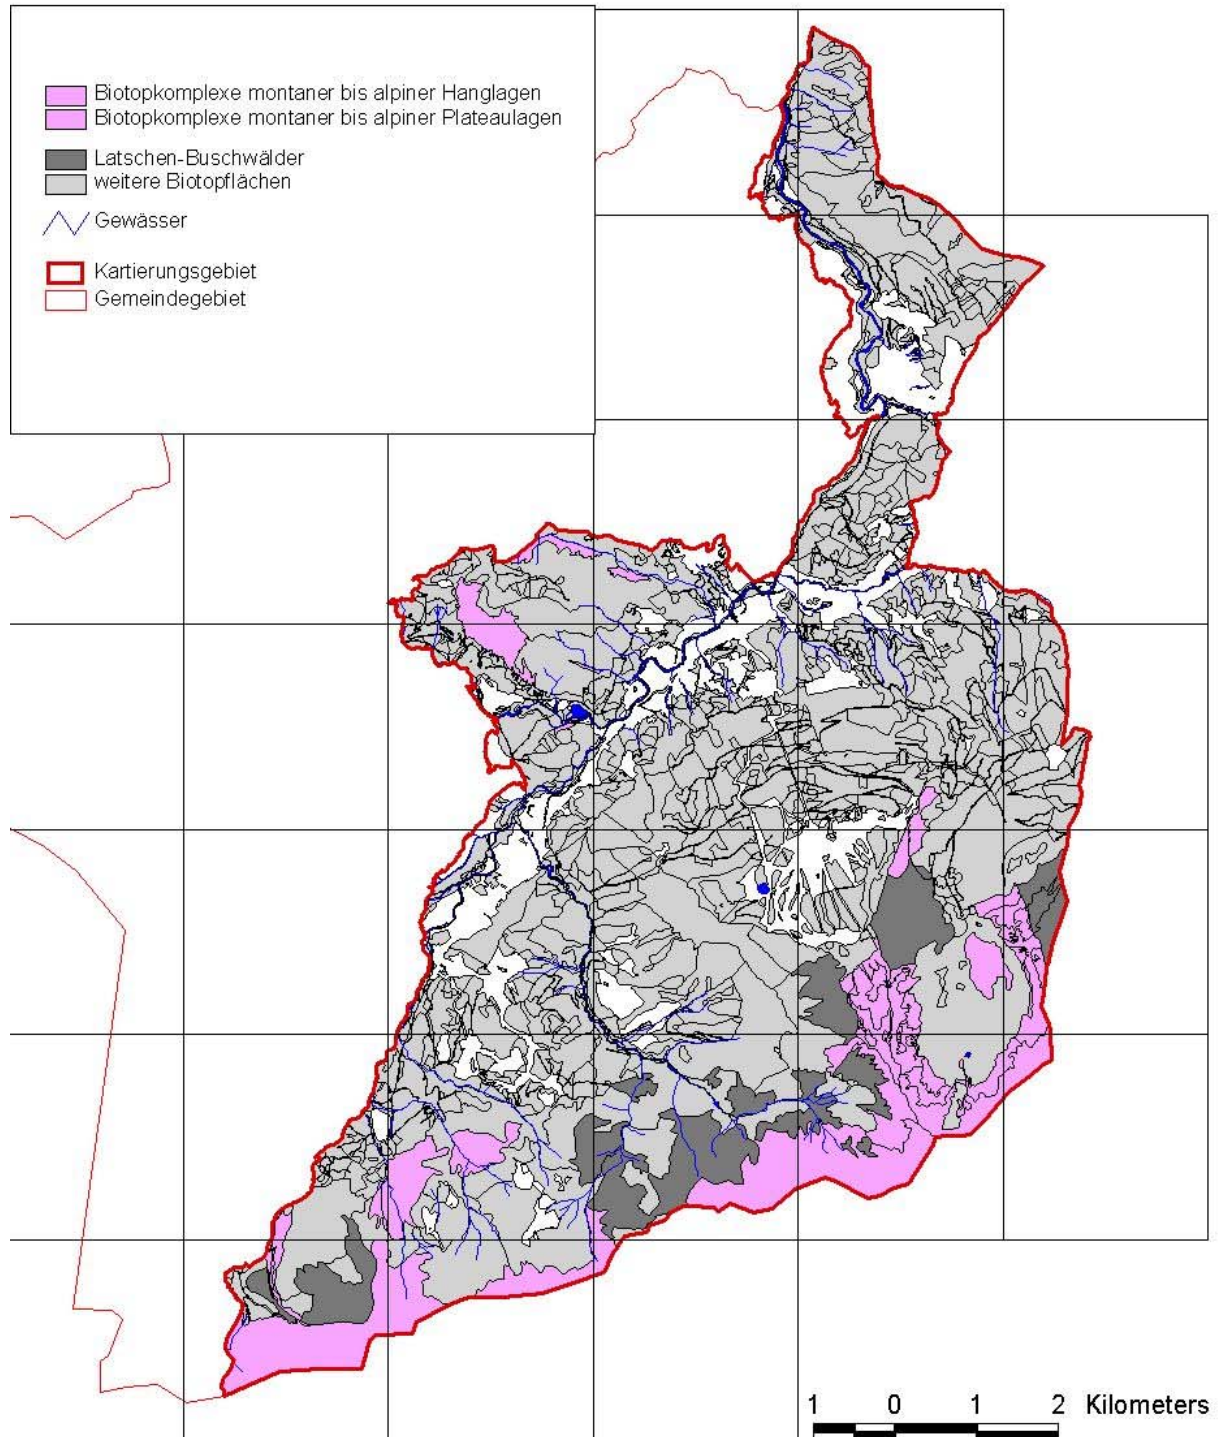 Biotopkomplexe montaner bis alpiner Hanglagen
Biotopkomplexe montaner bis alpiner Plateaulagen
Latschen-Buschwälder
weitere Biotopflächen
Gewässer
Kartierungsgebiet
Gemeindegebiet
1 0 1 2 Kilometers